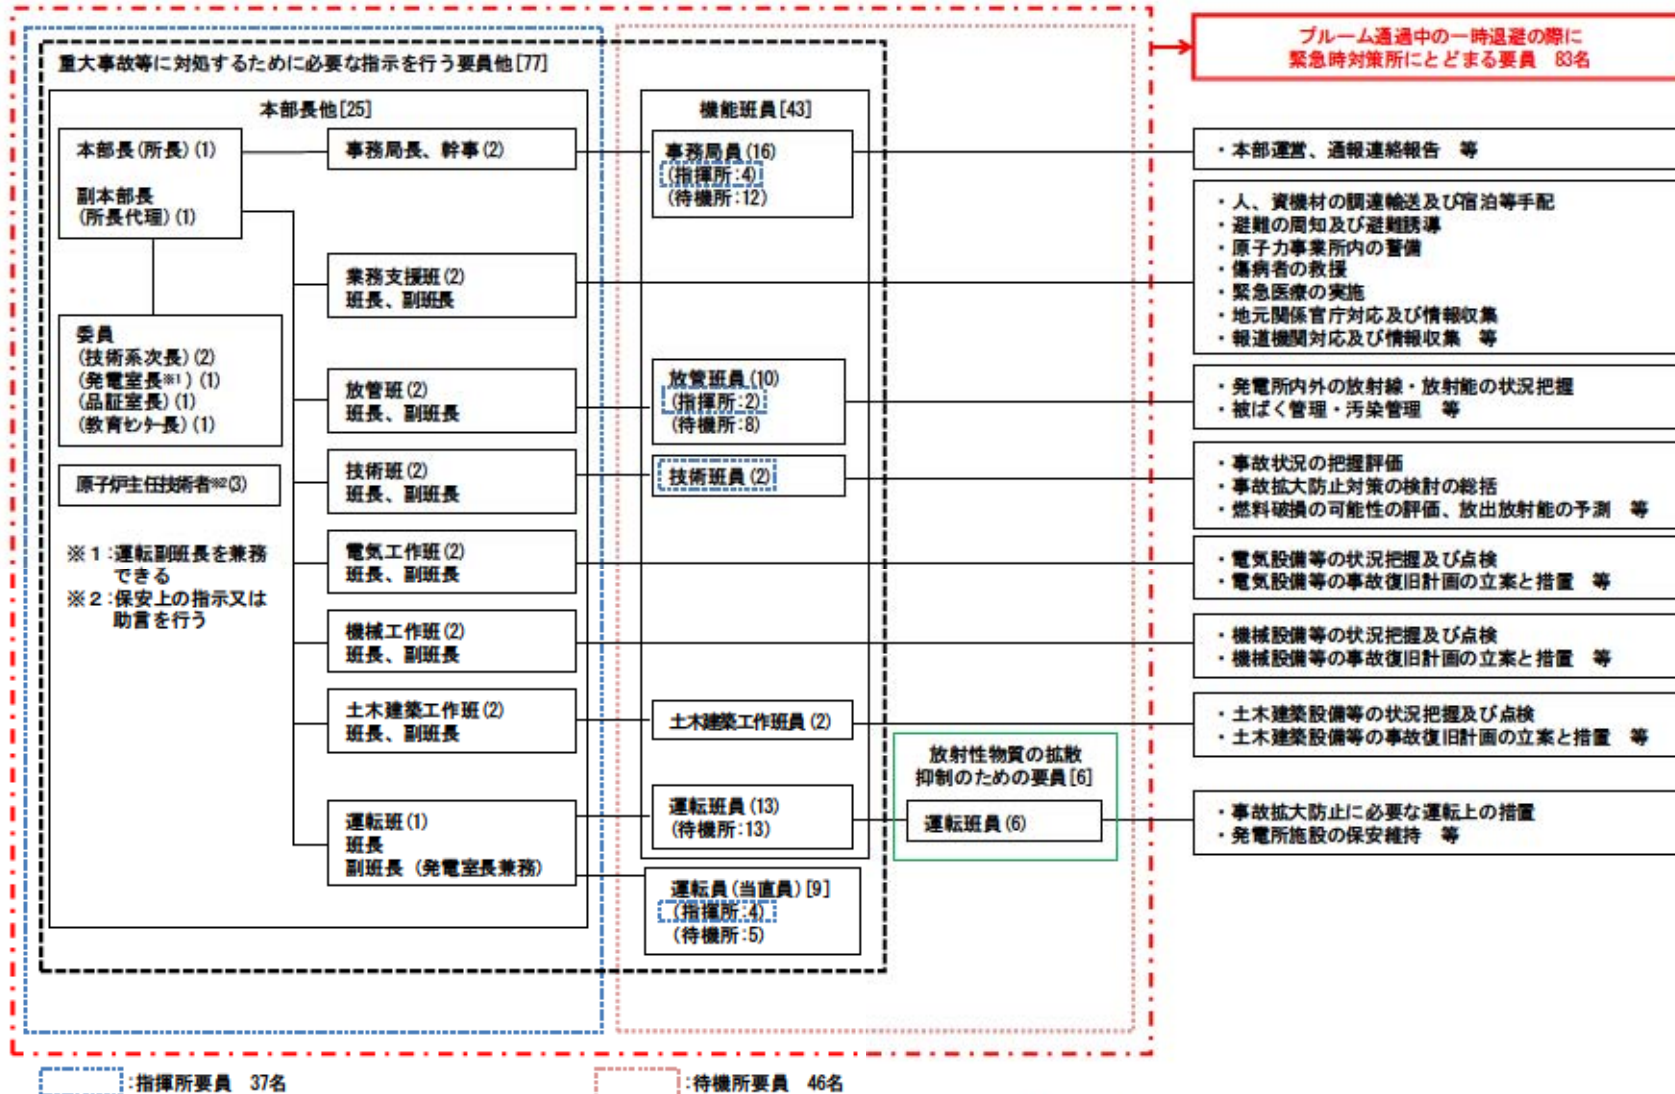 プルーム通過中の一時退避の際に
緊急時対策所にとどまる要員　83名
重大事故等に対処するために必要な指示を行う要員他[77]
本部長他[25]
本部長(所長)(1)
副本部長
(所長代理)(1)
委員
(技術系次長)(2)
(発電室長※1)(1)
(品証室長)(1)
(教育センター長)(1)
原子炉主任技術者※2(3)
※１:運転副班長を兼務
できる
※２:保安上の指示又は
助言を行う
事務局長、幹事(2)
業務支援班(2)
班長、副班長
放管班(2)
班長、副班長
技術班(2)
班長、副班長
電気工作班(2)
班長、副班長
機械工作班(2)
班長、副班長
土木建築工作班(2)
班長、副班長
運転班(1)
班長
副班長（発電室長兼務)
機能班員[43]
事務局員(16)
(指揮所:4)
(待機所:12)
放管班員(10)
(指揮所:2)
(待機所:8)
技術班員(2)
土木建築工作班員(2)
運転班員(13)
(待機所:13)
運転員(当直員)[9]
(指揮所:4)
(待機所:5)
放射性物質の拡散
抑制のための要員[6]
運転班員(6)
・本部運営、通報連絡報告　等
・人、資機材の調達輸送及び宿泊等手配
・避難の周知及び避難誘導
・原子力事業所内の警備
・傷病者の救援
・緊急医療の実施
・地元関係官庁対応及び情報収集
・報道機関対応及び情報収集　等
・発電所内外の放射線・放射能の状況把握
・被ばく管理・汚染管理　等
・事故状況の把握評価
・事故拡大防止対策の検討の総括
・燃料破損の可能性の評価、放出放射能の予測　等
・電気設備等の状況把握及び点検
・電気設備等の事故復旧計画の立案と措置　等
・機械設備等の状況把握及び点検
・機械設備等の事故復旧計画の立案と措置　等
・土木建築設備等の状況把握及び点検
・土木建築設備等の事故復旧計画の立案と措置　等
・事故拡大防止に必要な運転上の措置
・発電所施設の保安維持　等
:指揮所要員　37名
:待機所要員　46名